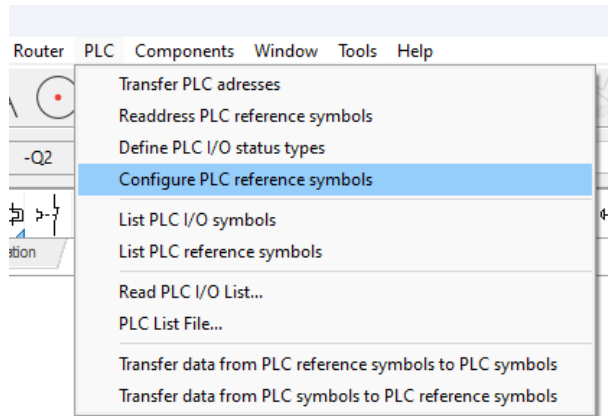 Router PLC Components Window Tools Help
Transfer PLC adresses
Readdress PLC reference symbols
-Q2
Define PLC I/O status types
Configure PLC reference symbols
List PLC I/O symbols
List PLC reference symbols
Read PLC I/O List...
PLC List File...
Transfer data from PLC reference symbols to PLC symbols
Transfer data from PLC symbols to PLC reference symbols